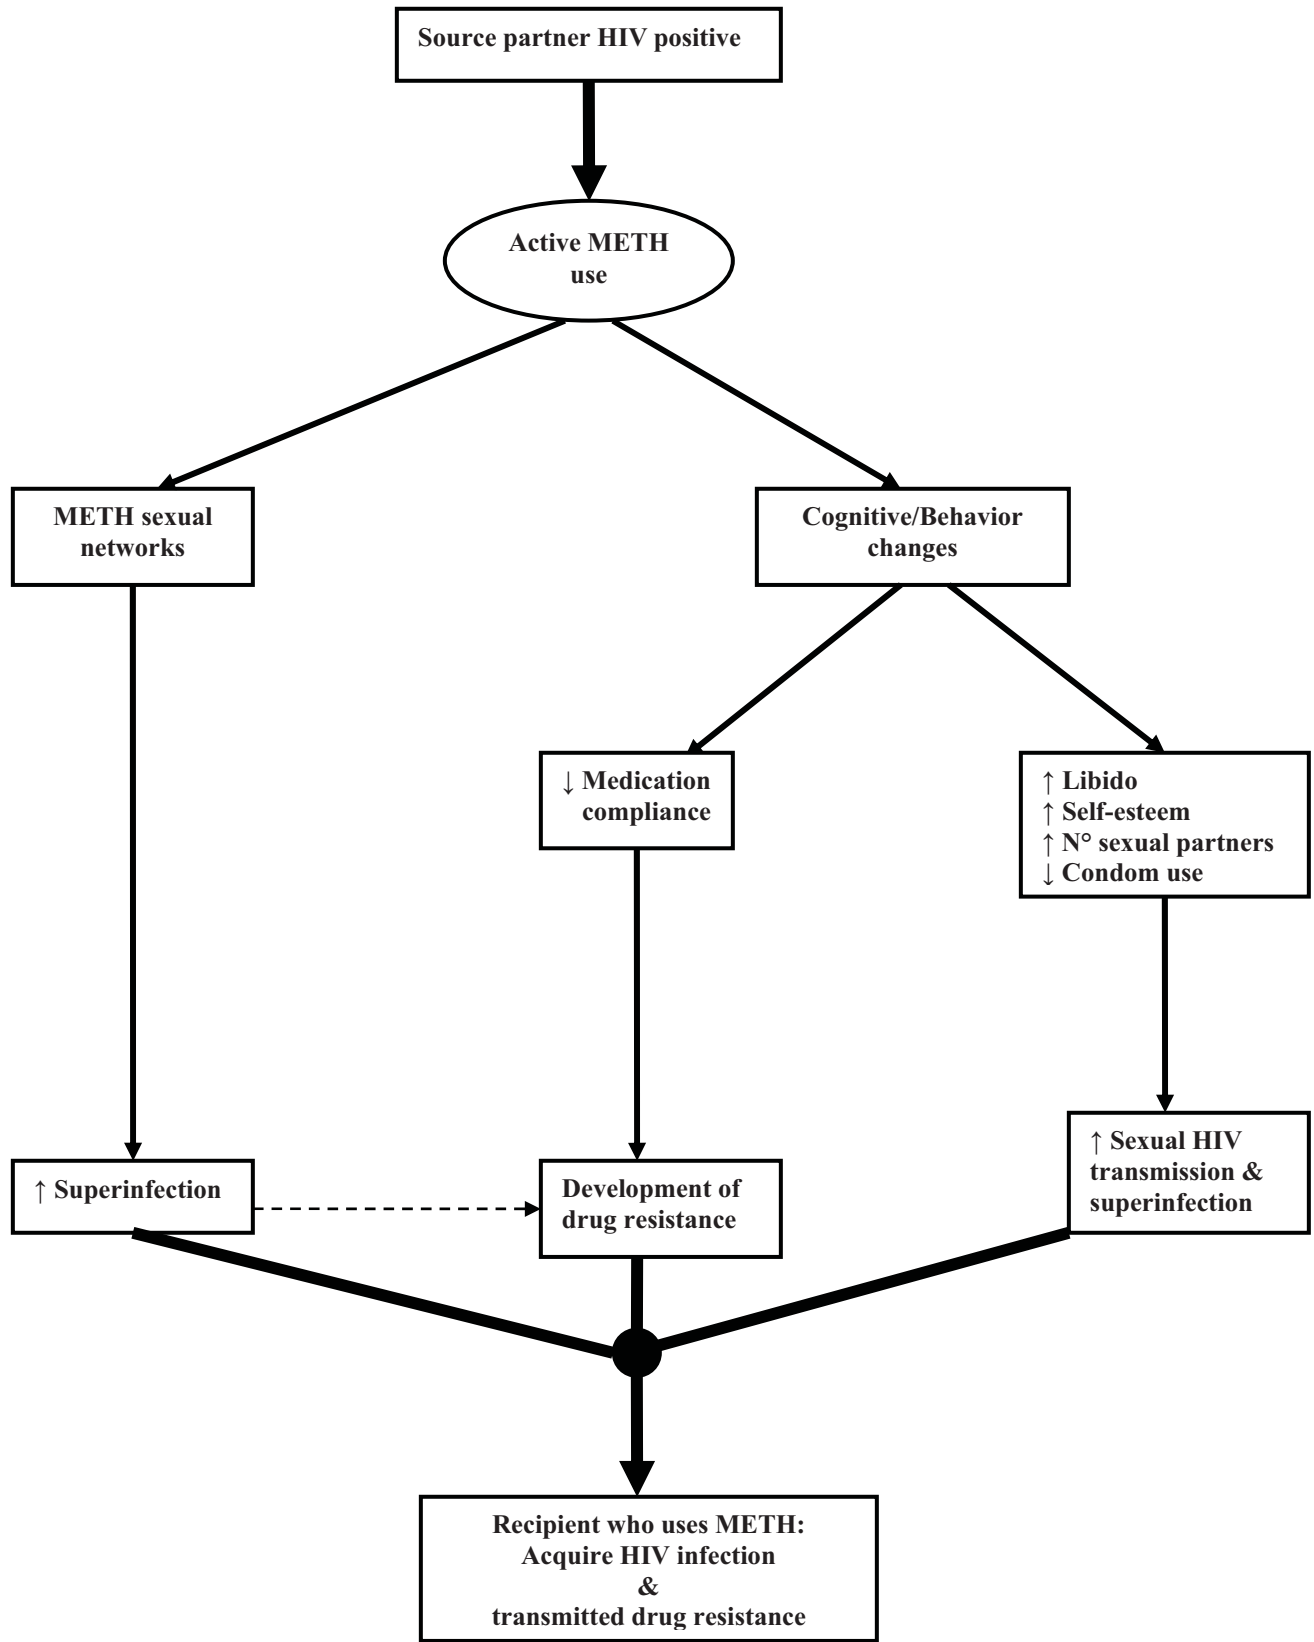 Source partner HIV positive
Active METH
use
METH sexual
networks
Cognitive/Behavior
changes
↓ Medication
compliance
↑ Libido
↑ Self-esteem
↑ N° sexual partners
↓ Condom use
↑ Superinfection
Development of
drug resistance
↑ Sexual HIV
transmission &
superinfection
Recipient who uses METH:
Acquire HIV infection
&
transmitted drug resistance